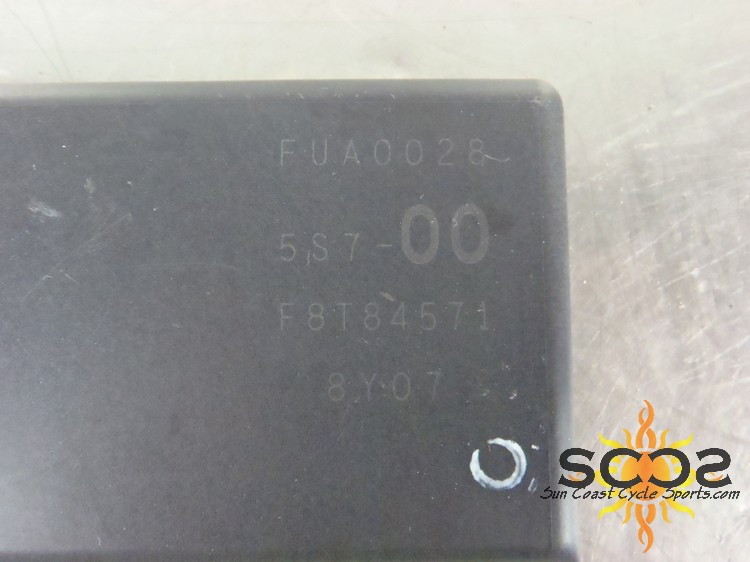 FUA0028
5S7-00
F8T84571
8Y07
SCCS
Sun Coast Cycle Sports.com